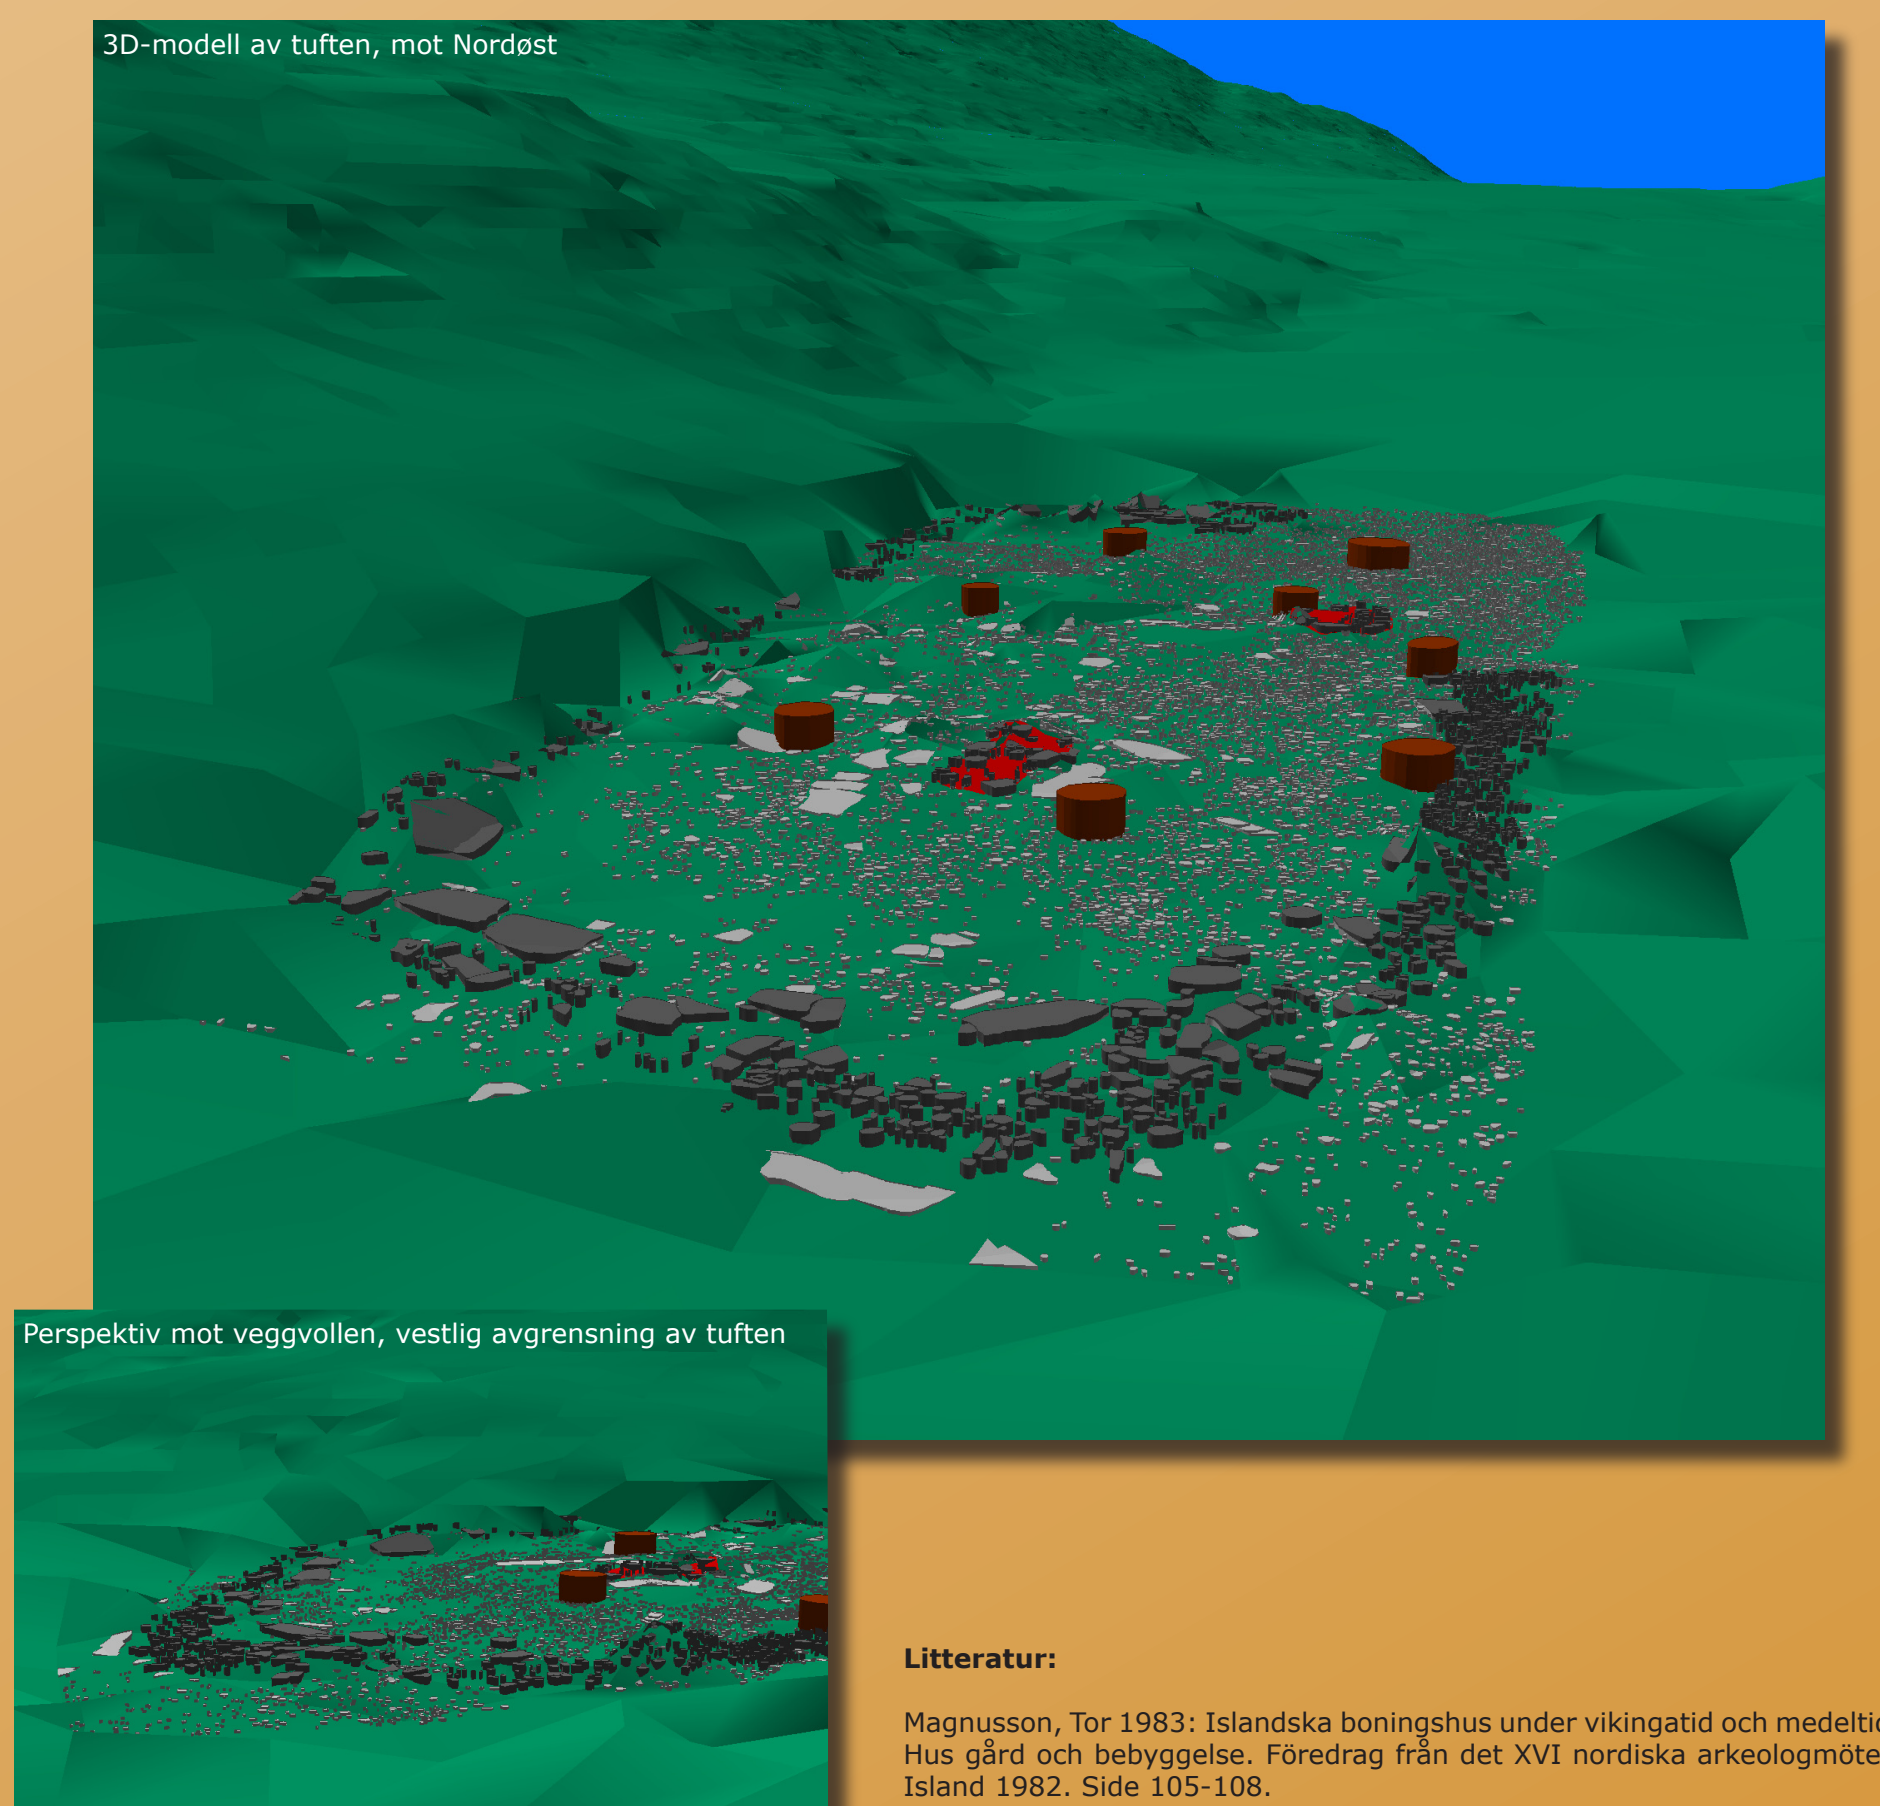 3D-modell av tuften, mot Nordøst
Perspektiv mot veggvollen, vestlig avgrensning av tuften
Litteratur:
Magnusson, Tor 1983: Islandska boningshus under vikingatid och
Hus gård och bebyggelse. Föredrag från det XVI nordiska
Island 1982. Side 105-108.